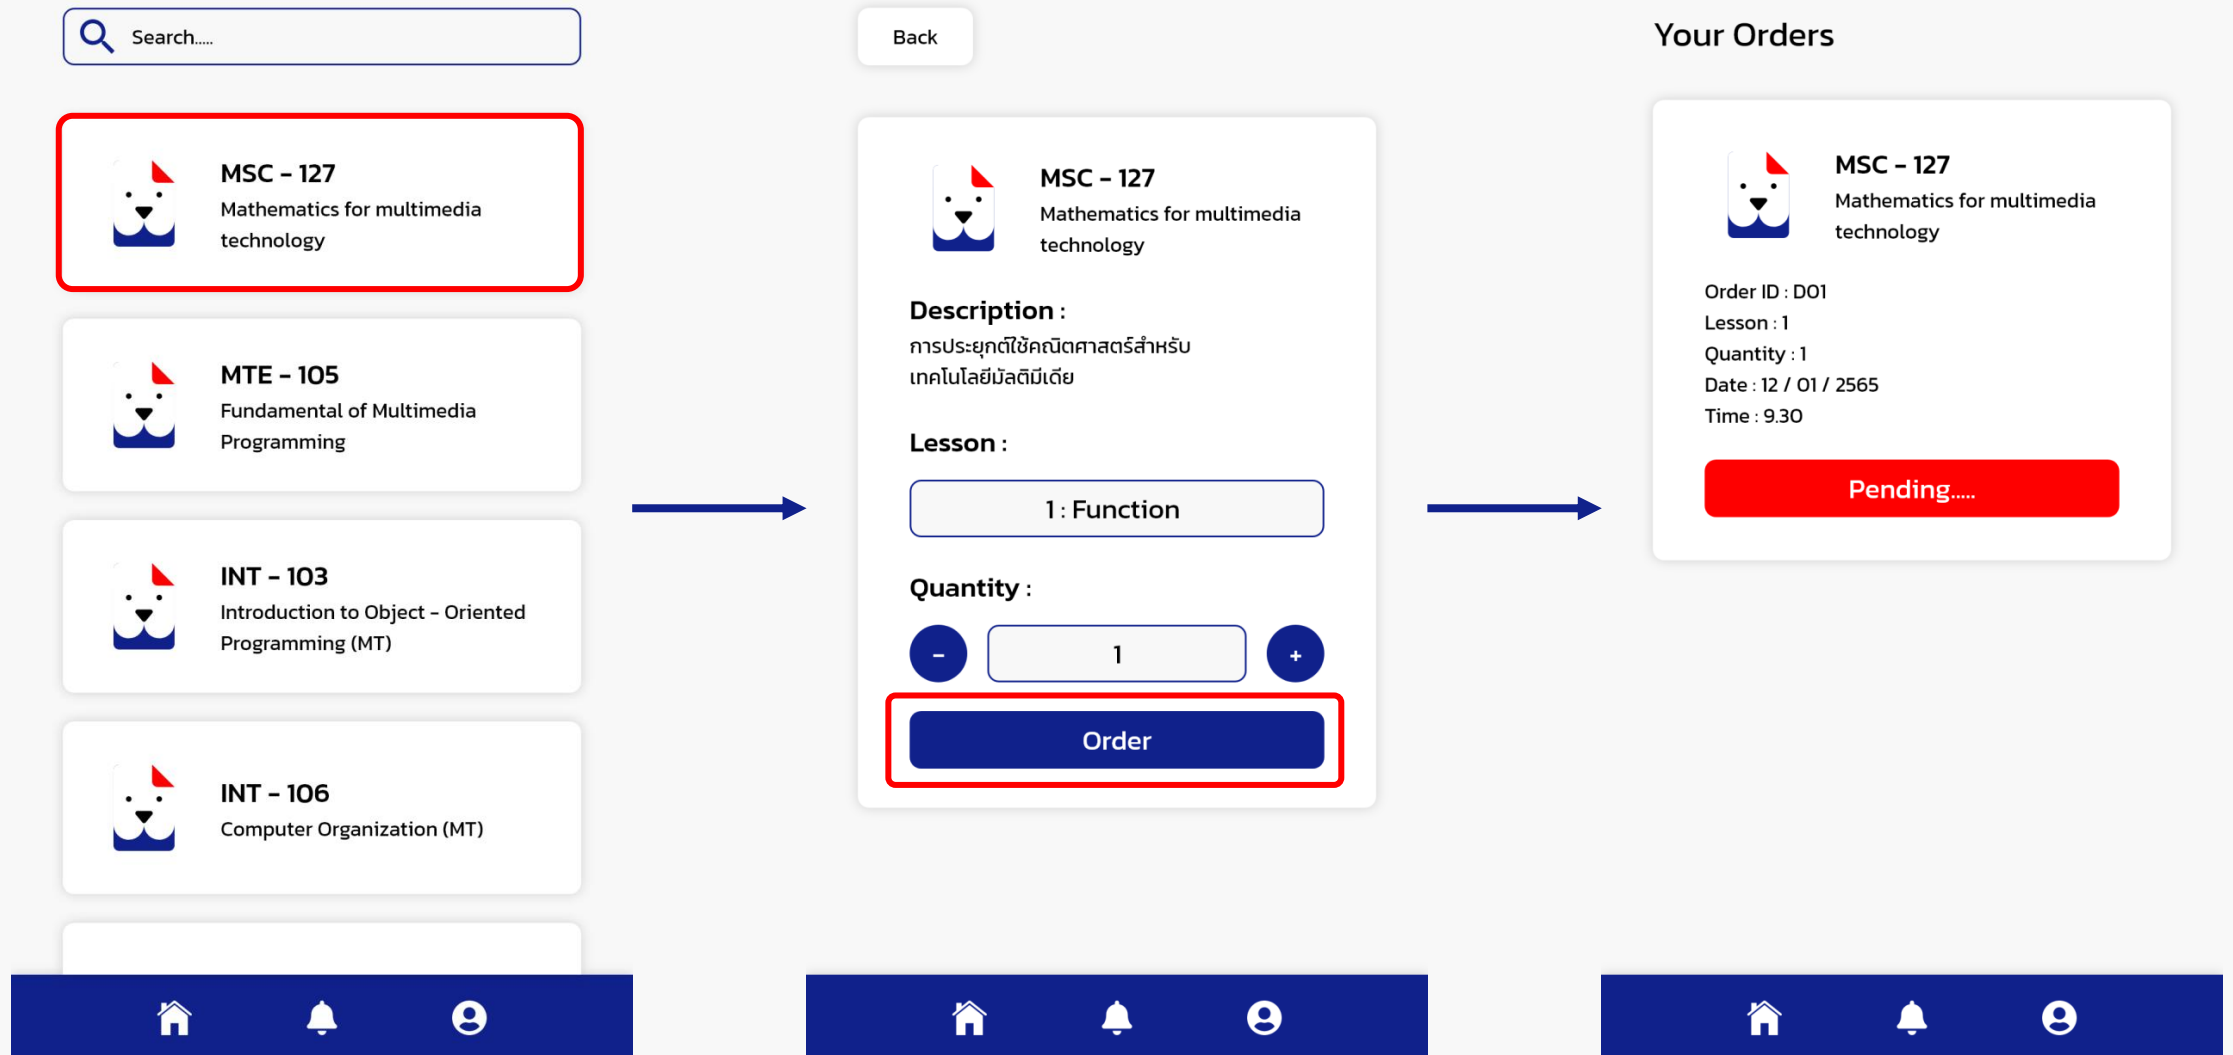 Search.....
MSC - 127
Mathematics for multimedia
technology
MTE - 105
Fundamental of Multimedia
Programming
INT - 103
Introduction to Object - Oriented
Programming (MT)
INT - 106
Computer Organization (MT)
Back
MSC - 127
Mathematics for multimedia
technology
Description :
การประยุกต์ใช้คณิตศาสตร์สำหรับ
เทคโนโลยีมัลติมีเดีย
Lesson :
1 : Function
Quantity :
-
1
+
Order
Your Orders
MSC - 127
Mathematics for multimedia
technology
Order ID : D01
Lesson : 1
Quantity : 1
Date : 12 / 01 / 2565
Time : 9.30
Pending.....